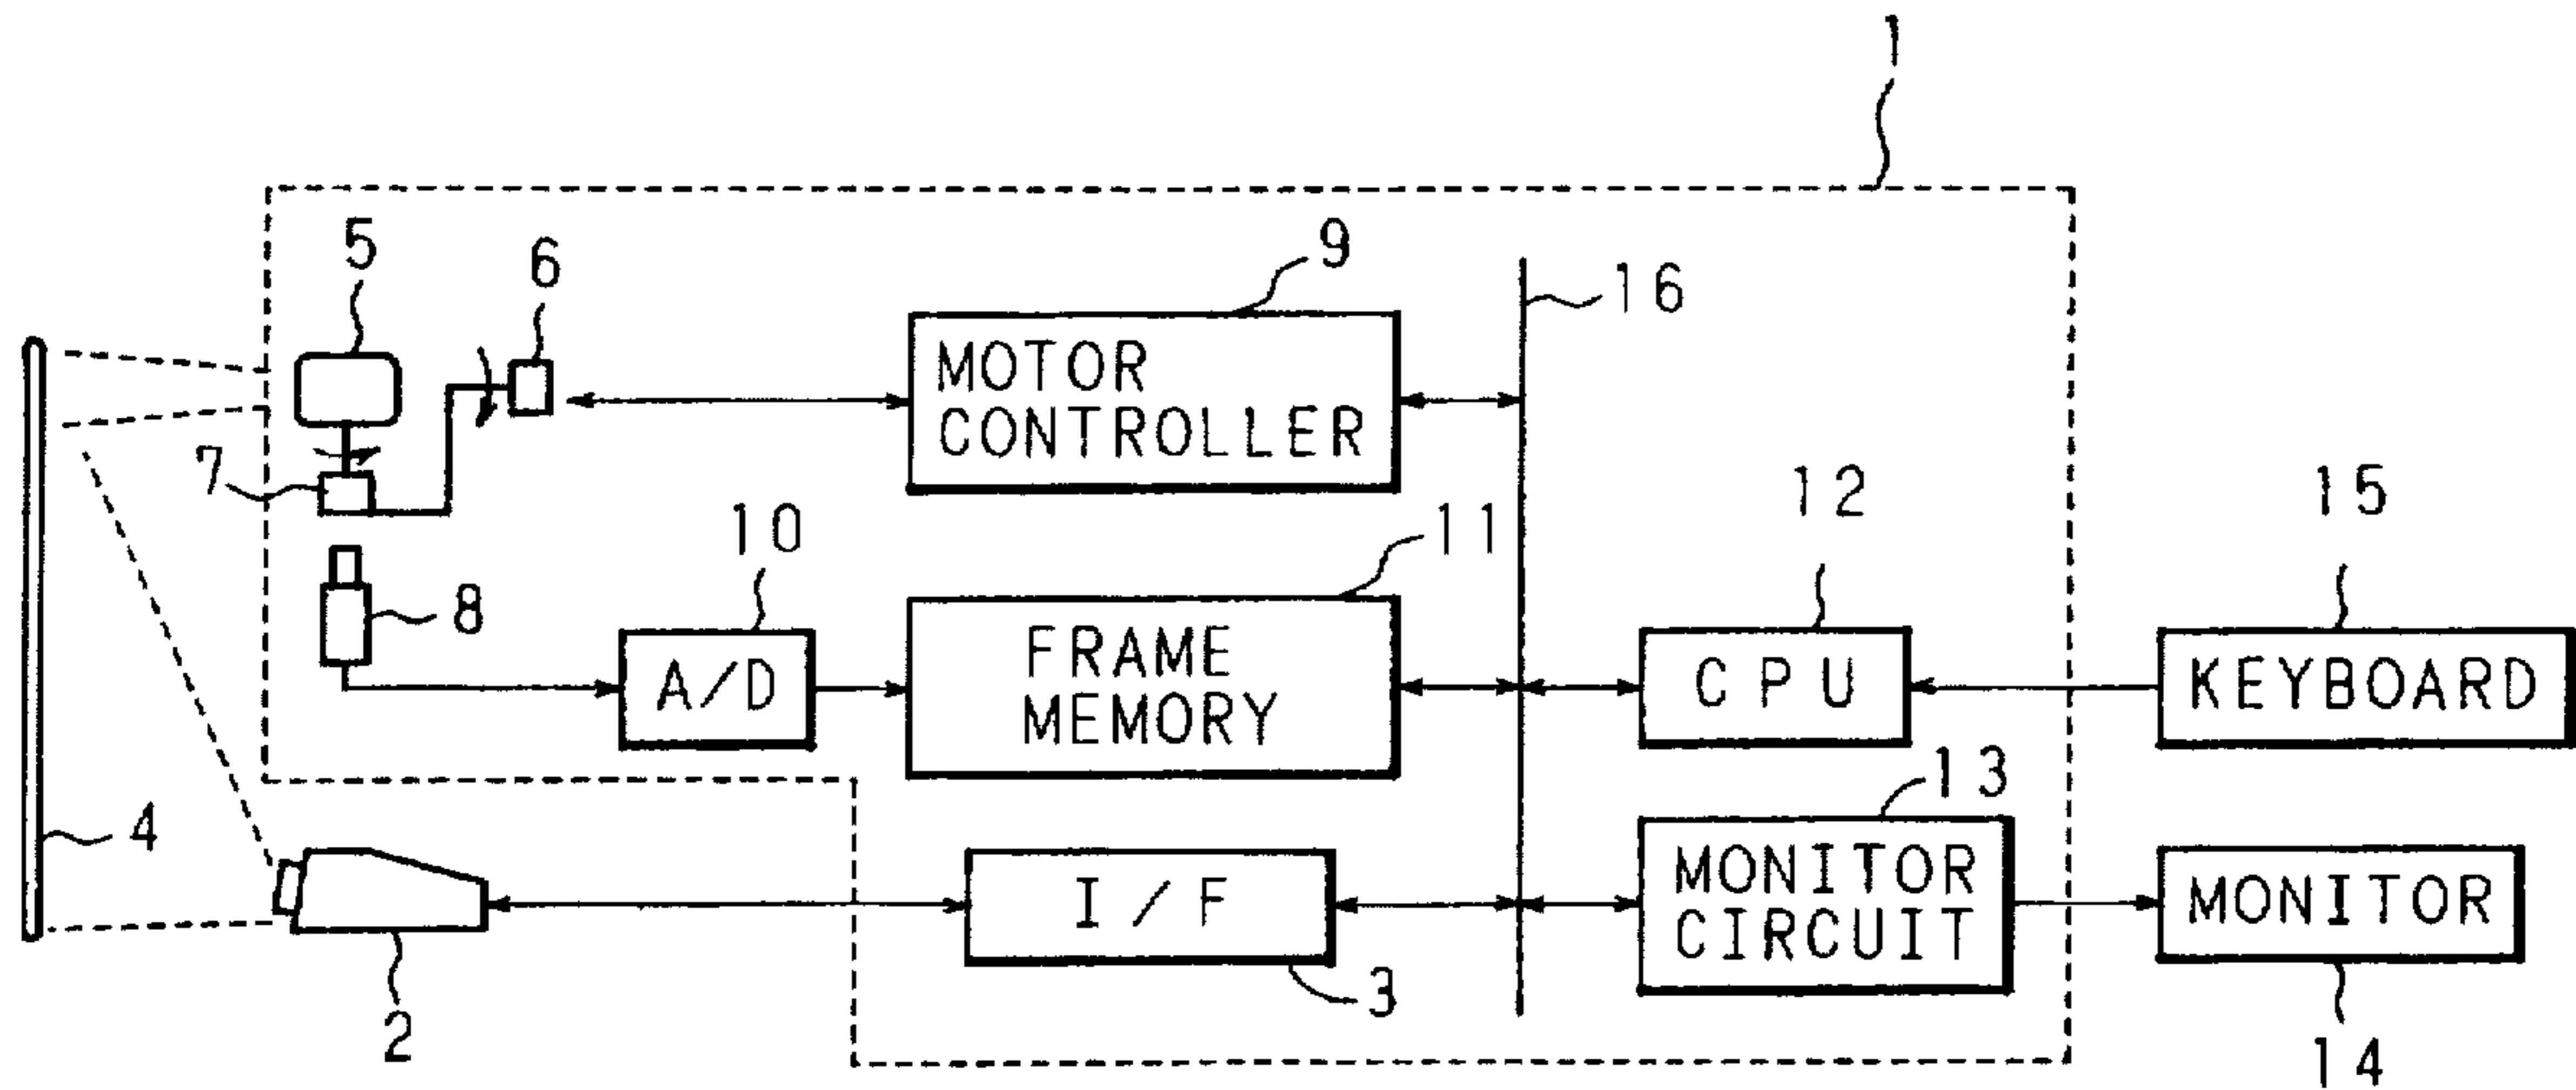 1
5
6
9
16
MOTOR
CONTROLLER
7
10
11
12
15
8
A/D
FRAME
MEMORY
CPU
KEYBOARD
13
4
I/F
MONITOR
CIRCUIT
MONITOR
3
2
14